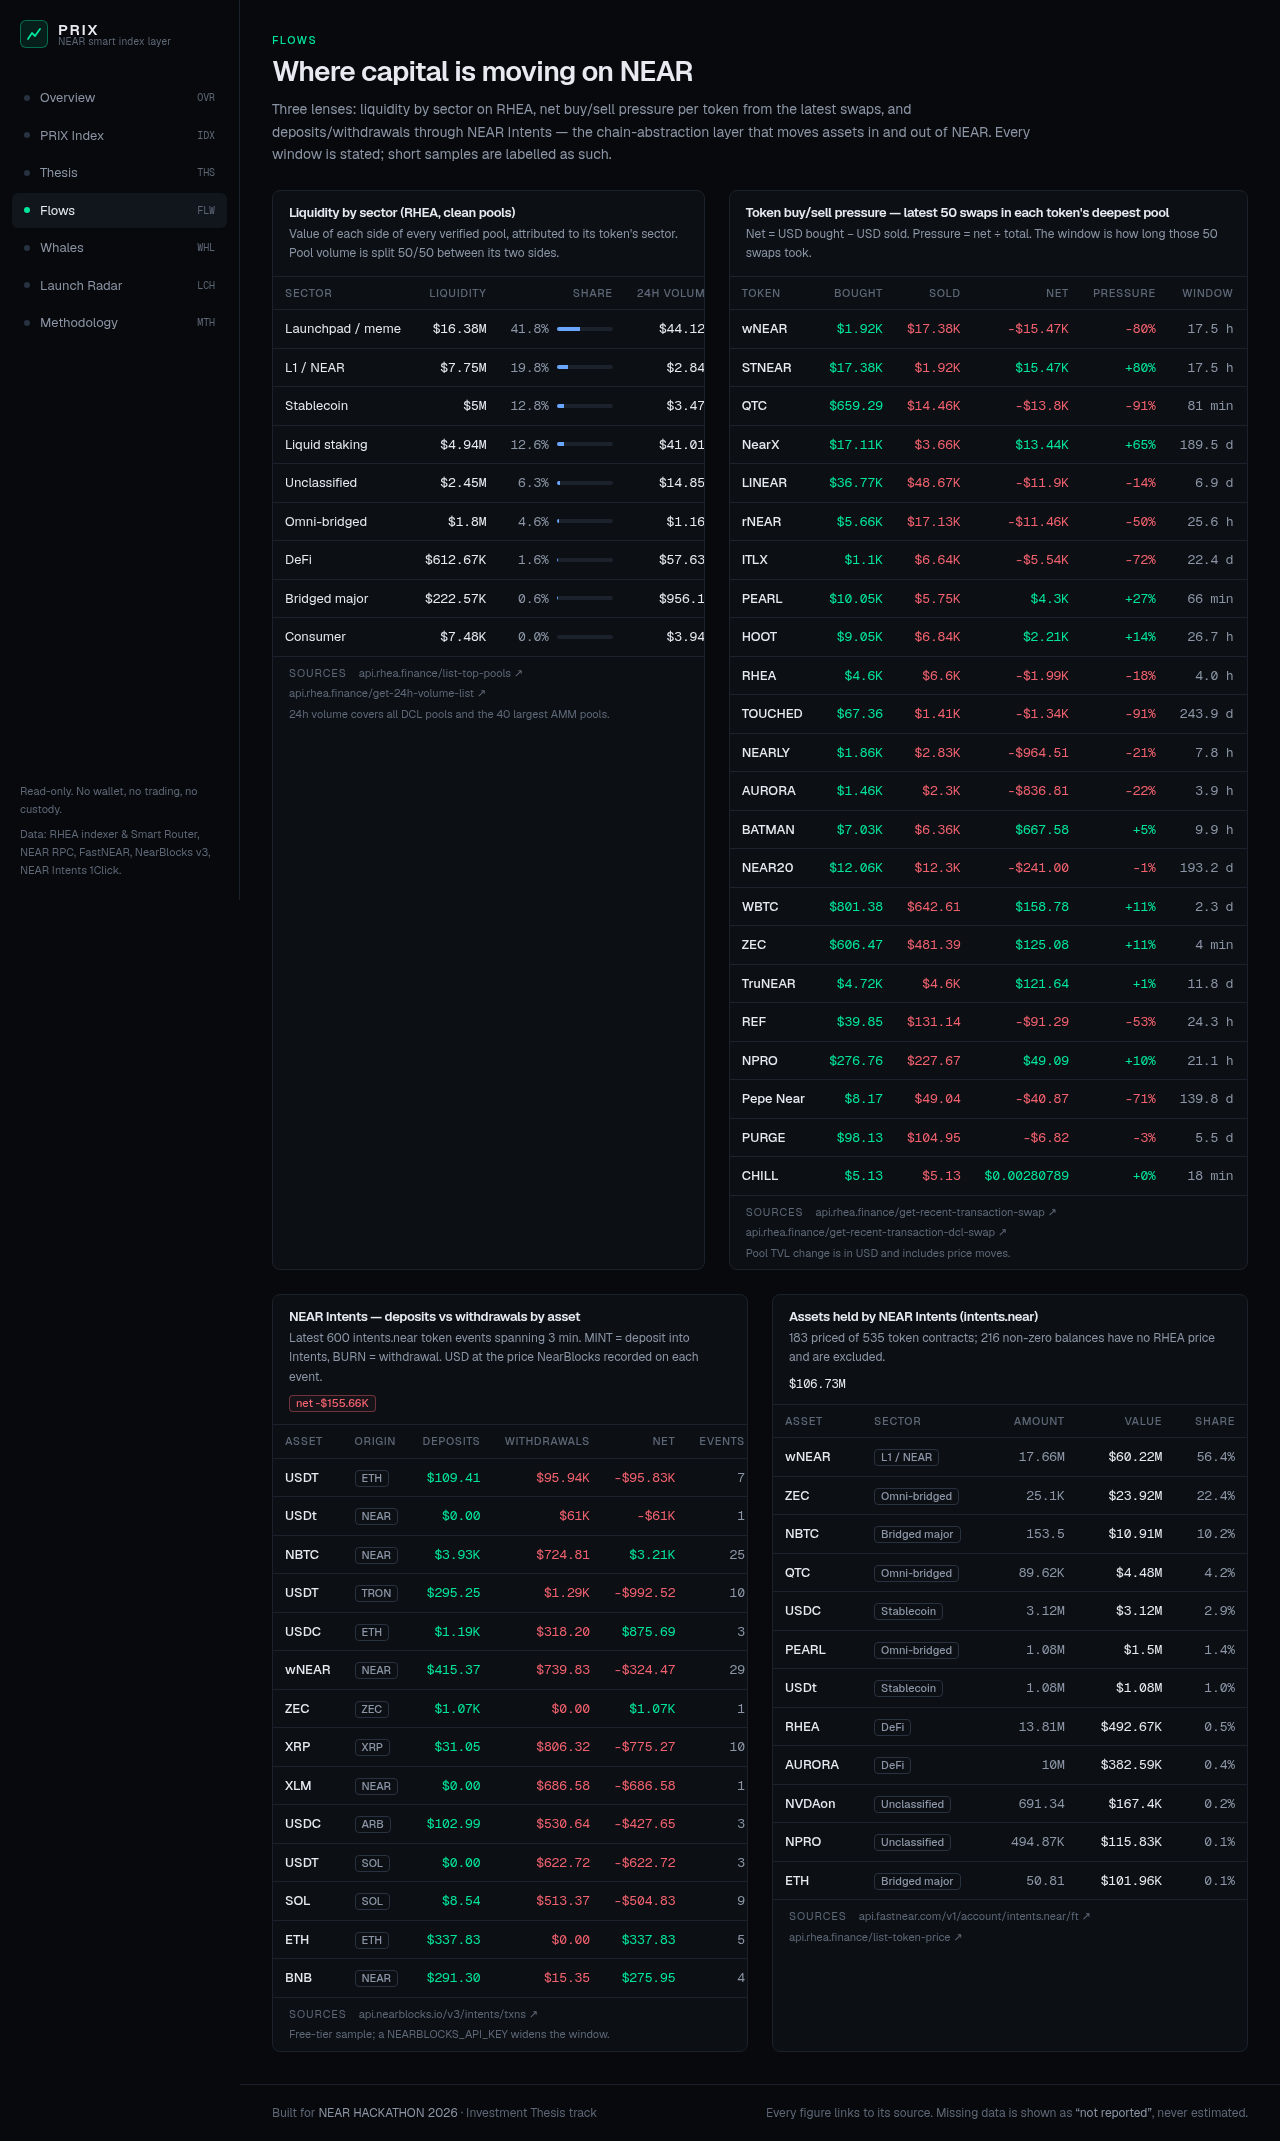 PRIX
NEAR smart index layer
Overview OVR
PRIX Index IDX
Thesis THS
Flows FLW
Whales WHL
Launch Radar LCH
Methodology MTH
Read-only. No wallet, no trading, no
custody.
Data: RHEA indexer & Smart Router,
NEAR RPC, FastNEAR, NearBlocks v3,
NEAR Intents 1Click.
FLOWS
Where capital is moving on NEAR
Three lenses: liquidity by sector on RHEA, net buy/sell pressure per token from the latest swaps, and
deposits/withdrawals through NEAR Intents — the chain-abstraction layer that moves assets in and out of NEAR. Every
window is stated; short samples are labelled as such.
Liquidity by sector (RHEA, clean pools)
Value of each side of every verified pool, attributed to its token's sector.
Pool volume is split 50/50 between its two sides.
SECTOR LIQUIDITY SHARE 24H VOLUM
Launchpad / meme $16.38M 41.8% $44.12
L1 / NEAR $7.75M 19.8% $2.84
Stablecoin $5M 12.8% $3.47
Liquid staking $4.94M 12.6% $41.01
Unclassified $2.45M 6.3% $14.85
Omni-bridged $1.8M 4.6% $1.16
DeFi $612.67K 1.6% $57.63
Bridged major $222.57K 0.6% $956.1
Consumer $7.48K 0.0% $3.94
SOURCES api.rhea.finance/list-top-pools ↗
api.rhea.finance/get-24h-volume-list ↗
24h volume covers all DCL pools and the 40 largest AMM pools.
Token buy/sell pressure — latest 50 swaps in each token's deepest pool
Net = USD bought − USD sold. Pressure = net ÷ total. The window is how long those 50
swaps took.
TOKEN BOUGHT SOLD NET PRESSURE WINDOW
wNEAR $1.92K $17.38K -$15.47K -80% 17.5 h
STNEAR $17.38K $1.92K $15.47K +80% 17.5 h
QTC $659.29 $14.46K -$13.8K -91% 81 min
NearX $17.11K $3.66K $13.44K +65% 189.5 d
LINEAR $36.77K $48.67K -$11.9K -14% 6.9 d
rNEAR $5.66K $17.13K -$11.46K -50% 25.6 h
ITLX $1.1K $6.64K -$5.54K -72% 22.4 d
PEARL $10.05K $5.75K $4.3K +27% 66 min
HOOT $9.05K $6.84K $2.21K +14% 26.7 h
RHEA $4.6K $6.6K -$1.99K -18% 4.0 h
TOUCHED $67.36 $1.41K -$1.34K -91% 243.9 d
NEARLY $1.86K $2.83K -$964.51 -21% 7.8 h
AURORA $1.46K $2.3K -$836.81 -22% 3.9 h
BATMAN $7.03K $6.36K $667.58 +5% 9.9 h
NEAR20 $12.06K $12.3K -$241.00 -1% 193.2 d
WBTC $801.38 $642.61 $158.78 +11% 2.3 d
ZEC $606.47 $481.39 $125.08 +11% 4 min
TruNEAR $4.72K $4.6K $121.64 +1% 11.8 d
REF $39.85 $131.14 -$91.29 -53% 24.3 h
NPRO $276.76 $227.67 $49.09 +10% 21.1 h
Pepe Near $8.17 $49.04 -$40.87 -71% 139.8 d
PURGE $98.13 $104.95 -$6.82 -3% 5.5 d
CHILL $5.13 $5.13 $0.00280789 +0% 18 min
SOURCES api.rhea.finance/get-recent-transaction-swap ↗
api.rhea.finance/get-recent-transaction-dcl-swap ↗
Pool TVL change is in USD and includes price moves.
NEAR Intents — deposits vs withdrawals by asset
Latest 600 intents.near token events spanning 3 min. MINT = deposit into
Intents, BURN = withdrawal. USD at the price NearBlocks recorded on each
event.
net -$155.66K
ASSET ORIGIN DEPOSITS WITHDRAWALS NET EVENTS
USDT ETH $109.41 $95.94K -$95.83K 7
USDt NEAR $0.00 $61K -$61K 1
NBTC NEAR $3.93K $724.81 $3.21K 25
USDT TRON $295.25 $1.29K -$992.52 10
USDC ETH $1.19K $318.20 $875.69 3
wNEAR NEAR $415.37 $739.83 -$324.47 29
ZEC ZEC $1.07K $0.00 $1.07K 1
XRP XRP $31.05 $806.32 -$775.27 10
XLM NEAR $0.00 $686.58 -$686.58 1
USDC ARB $102.99 $530.64 -$427.65 3
USDT SOL $0.00 $622.72 -$622.72 3
SOL SOL $8.54 $513.37 -$504.83 9
ETH ETH $337.83 $0.00 $337.83 5
BNB NEAR $291.30 $15.35 $275.95 4
SOURCES api.nearblocks.io/v3/intents/txns ↗
Free-tier sample; a NEARBLOCKS_API_KEY widens the window.
Assets held by NEAR Intents (intents.near)
183 priced of 535 token contracts; 216 non-zero balances have no RHEA price
and are excluded.
$106.73M
ASSET SECTOR AMOUNT VALUE SHARE
wNEAR L1 / NEAR 17.66M $60.22M 56.4%
ZEC Omni-bridged 25.1K $23.92M 22.4%
NBTC Bridged major 153.5 $10.91M 10.2%
QTC Omni-bridged 89.62K $4.48M 4.2%
USDC Stablecoin 3.12M $3.12M 2.9%
PEARL Omni-bridged 1.08M $1.5M 1.4%
USDt Stablecoin 1.08M $1.08M 1.0%
RHEA DeFi 13.81M $492.67K 0.5%
AURORA DeFi 10M $382.59K 0.4%
NVDAon Unclassified 691.34 $167.4K 0.2%
NPRO Unclassified 494.87K $115.83K 0.1%
ETH Bridged major 50.81 $101.96K 0.1%
SOURCES api.fastnear.com/v1/account/intents.near/ft ↗
api.rhea.finance/list-token-price ↗
Built for NEAR HACKATHON 2026 · Investment Thesis track
Every figure links to its source. Missing data is shown as “not reported”, never estimated.